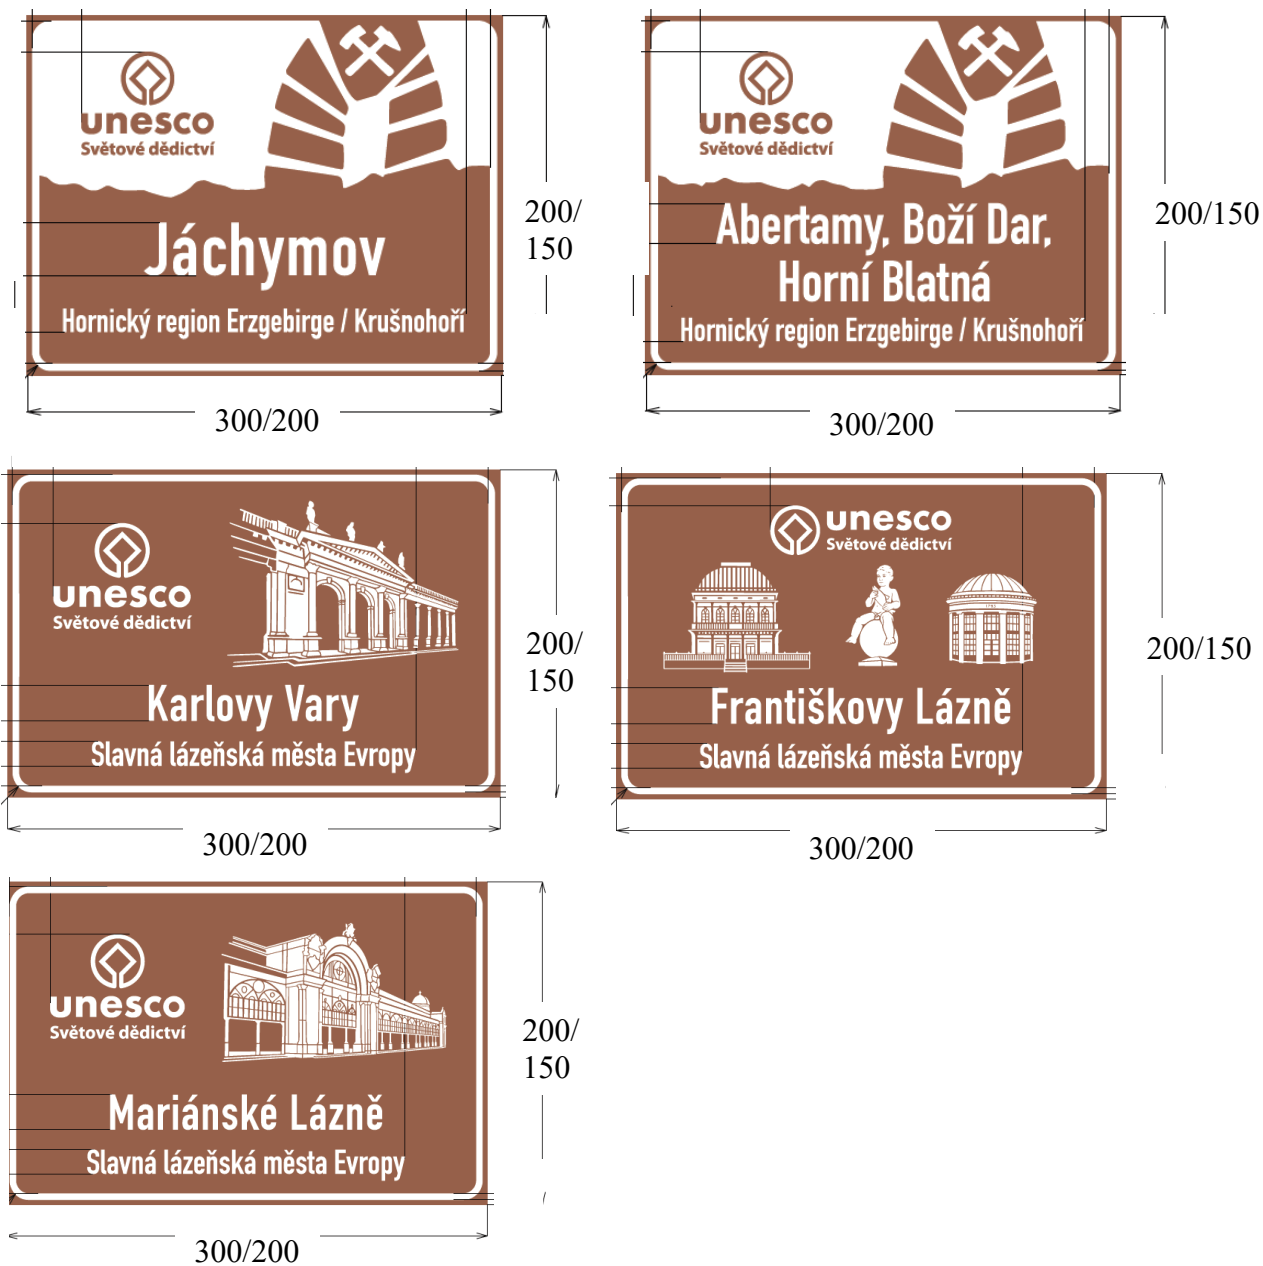 unesco
Světové dědictví
Jáchymov
Hornický region Erzgebirge / Krušnohoří
200/
150
300/200
unesco
Světové dědictví
Abertamy, Boží Dar,
Horní Blatná
Hornický region Erzgebirge / Krušnohoří
200/150
300/200
unesco
Světové dědictví
Karlovy Vary
Slavná lázeňská města Evropy
200/
150
300/200
unesco
Světové dědictví
1793
Františkovy Lázně
Slavná lázeňská města Evropy
200/150
300/200
unesco
Světové dědictví
Mariánské Lázně
Slavná lázeňská města Evropy
200/
150
300/200